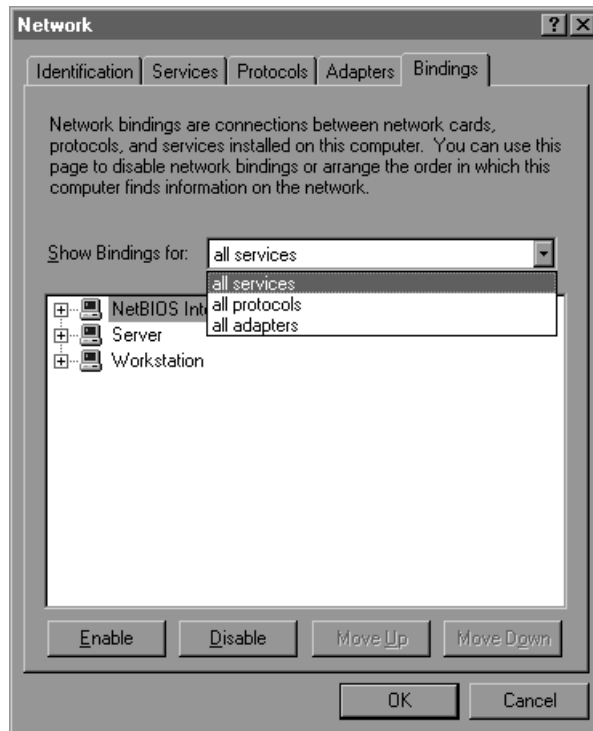 Network
Identification Services Protocols Adapters Bindings
Network bindings are connections between network cards,
protocols, and services installed on this computer. You can use this
page to disable network bindings or arrange the order in which this
computer finds information on the network.
Show Bindings for: all services
all services
all protocols
all adapters
NetBIOS
Server
Workstation
Enable Disable Move Up Move Down
OK Cancel